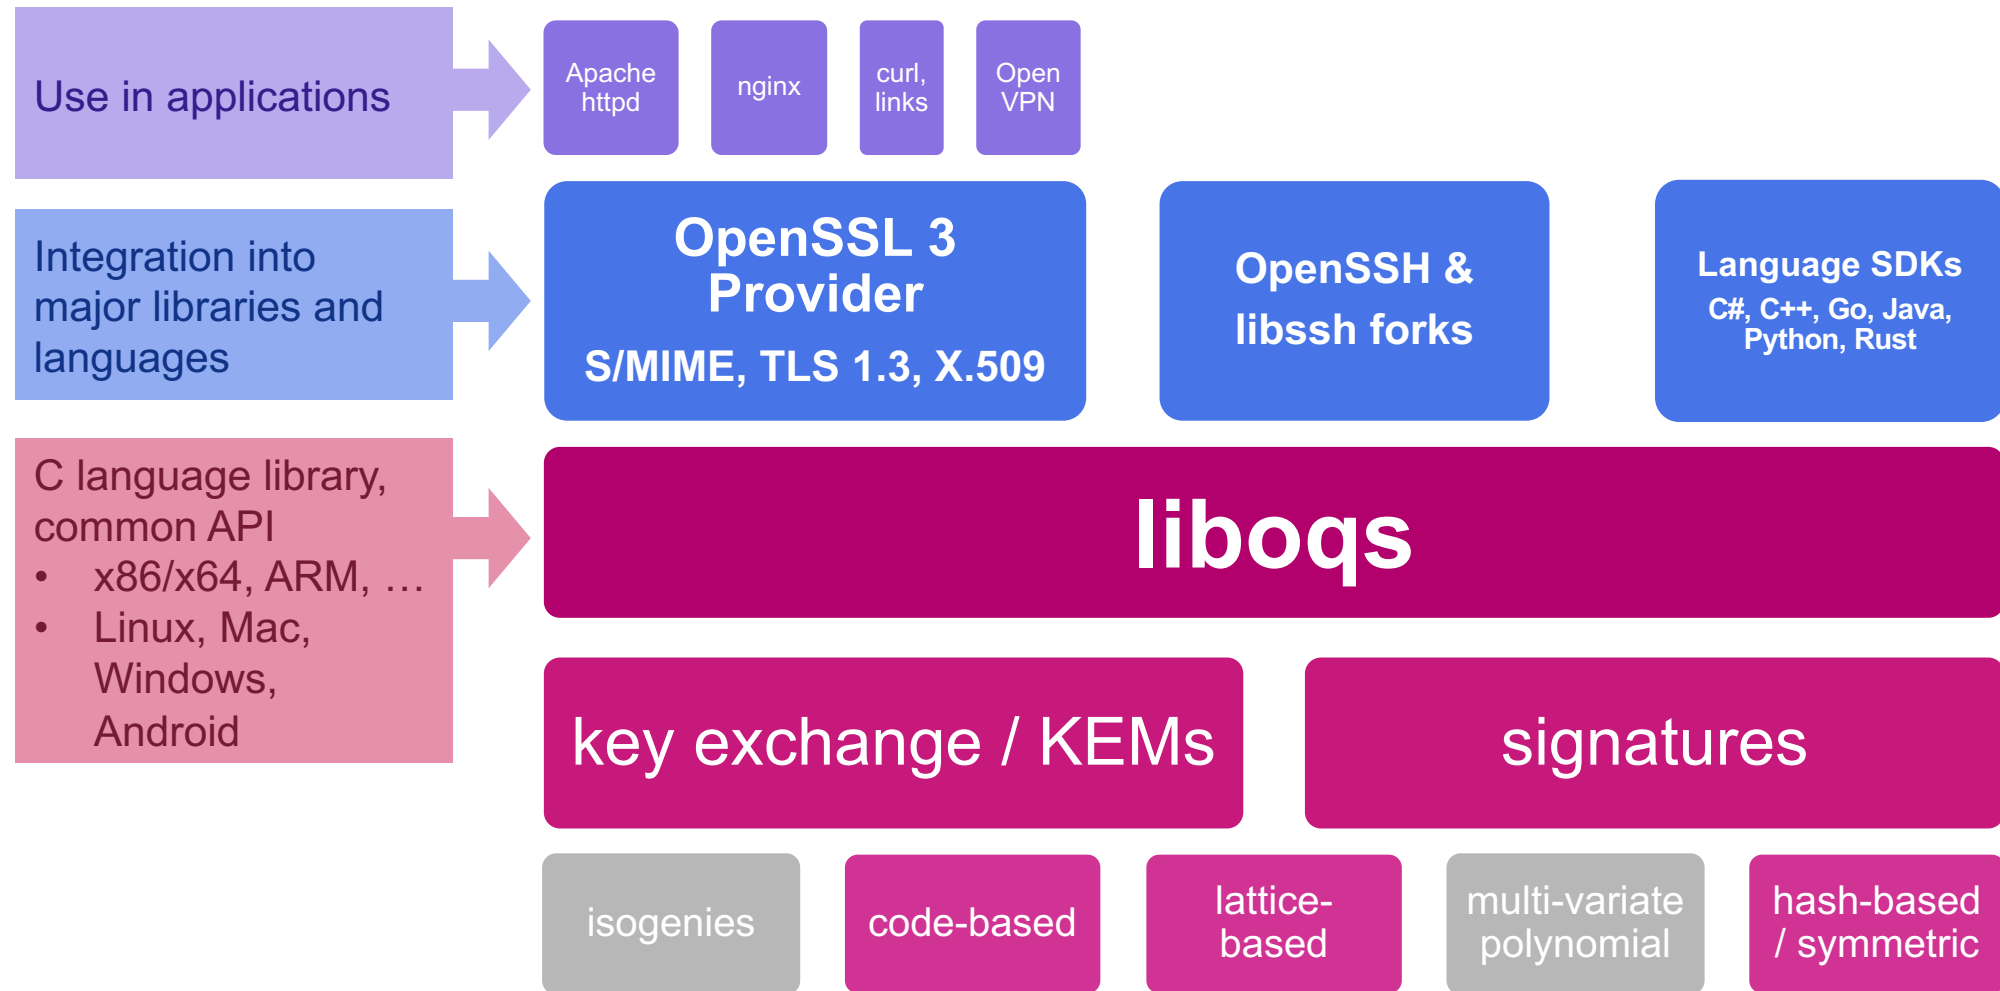 Use in applications
Apache
httpd
nginx
curl,
links
Open
VPN
Integration into
major libraries and
languages
OpenSSL 3
Provider
S/MIME, TLS 1.3, X.509
OpenSSH &
libssh forks
Language SDKs
C#, C++, Go, Java,
Python, Rust
C language library,
common API
• x86/x64, ARM, …
• Linux, Mac,
Windows,
Android
liboqs
key exchange / KEMs
signatures
isogenies
code-based
lattice-
based
multi-variate
polynomial
hash-based
/ symmetric